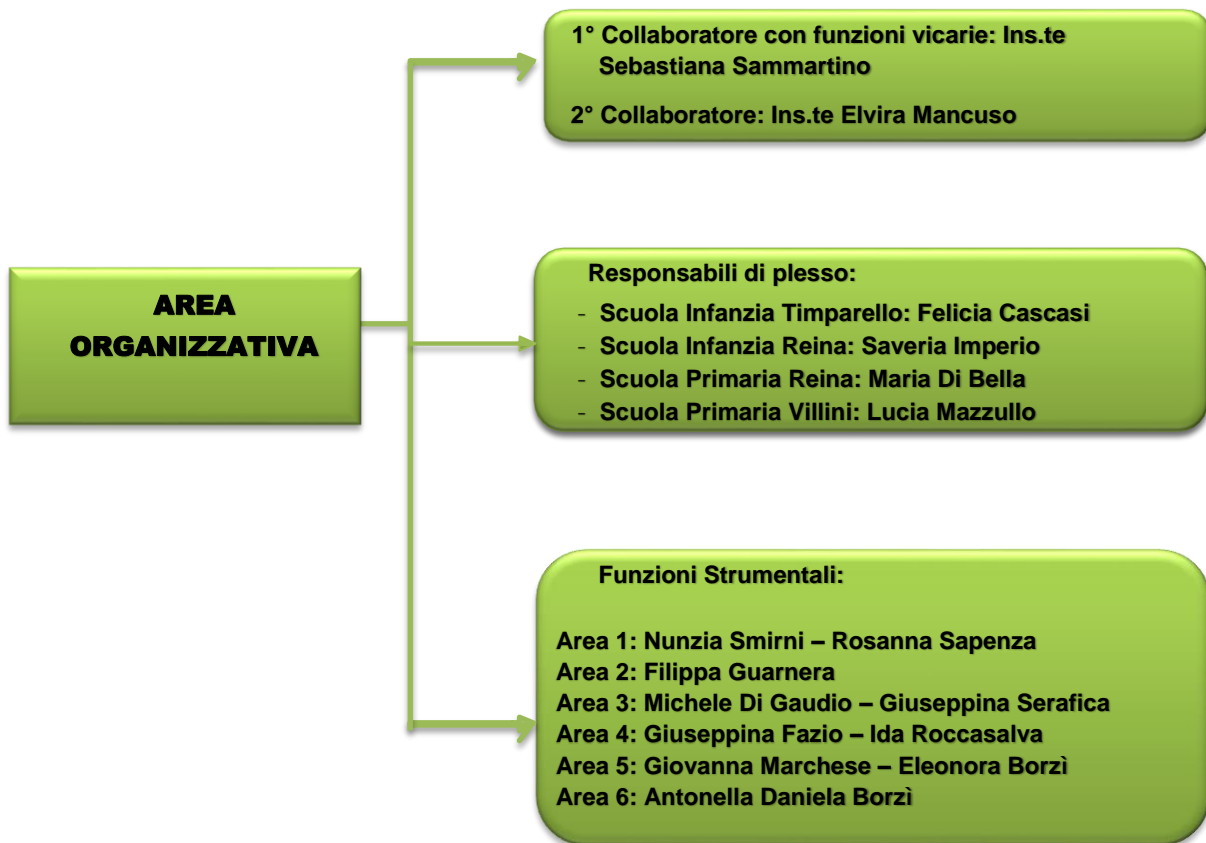 1° Collaboratore con funzioni vicarie: Ins.te
Sebastiana Sammartino
2° Collaboratore: Ins.te Elvira Mancuso
AREA
ORGANIZZATIVA
Responsabili di plesso:
- Scuola Infanzia Timparello: Felicia Cascasi
- Scuola Infanzia Reina: Saveria Imperio
- Scuola Primaria Reina: Maria Di Bella
- Scuola Primaria Villini: Lucia Mazzullo
Funzioni Strumentali:
Area 1: Nunzia Smirni – Rosanna Sapenza
Area 2: Filippa Guarnera
Area 3: Michele Di Gaudio – Giuseppina Serafica
Area 4: Giuseppina Fazio – Ida Roccasalva
Area 5: Giovanna Marchese – Eleonora Borzì
Area 6: Antonella Daniela Borzì